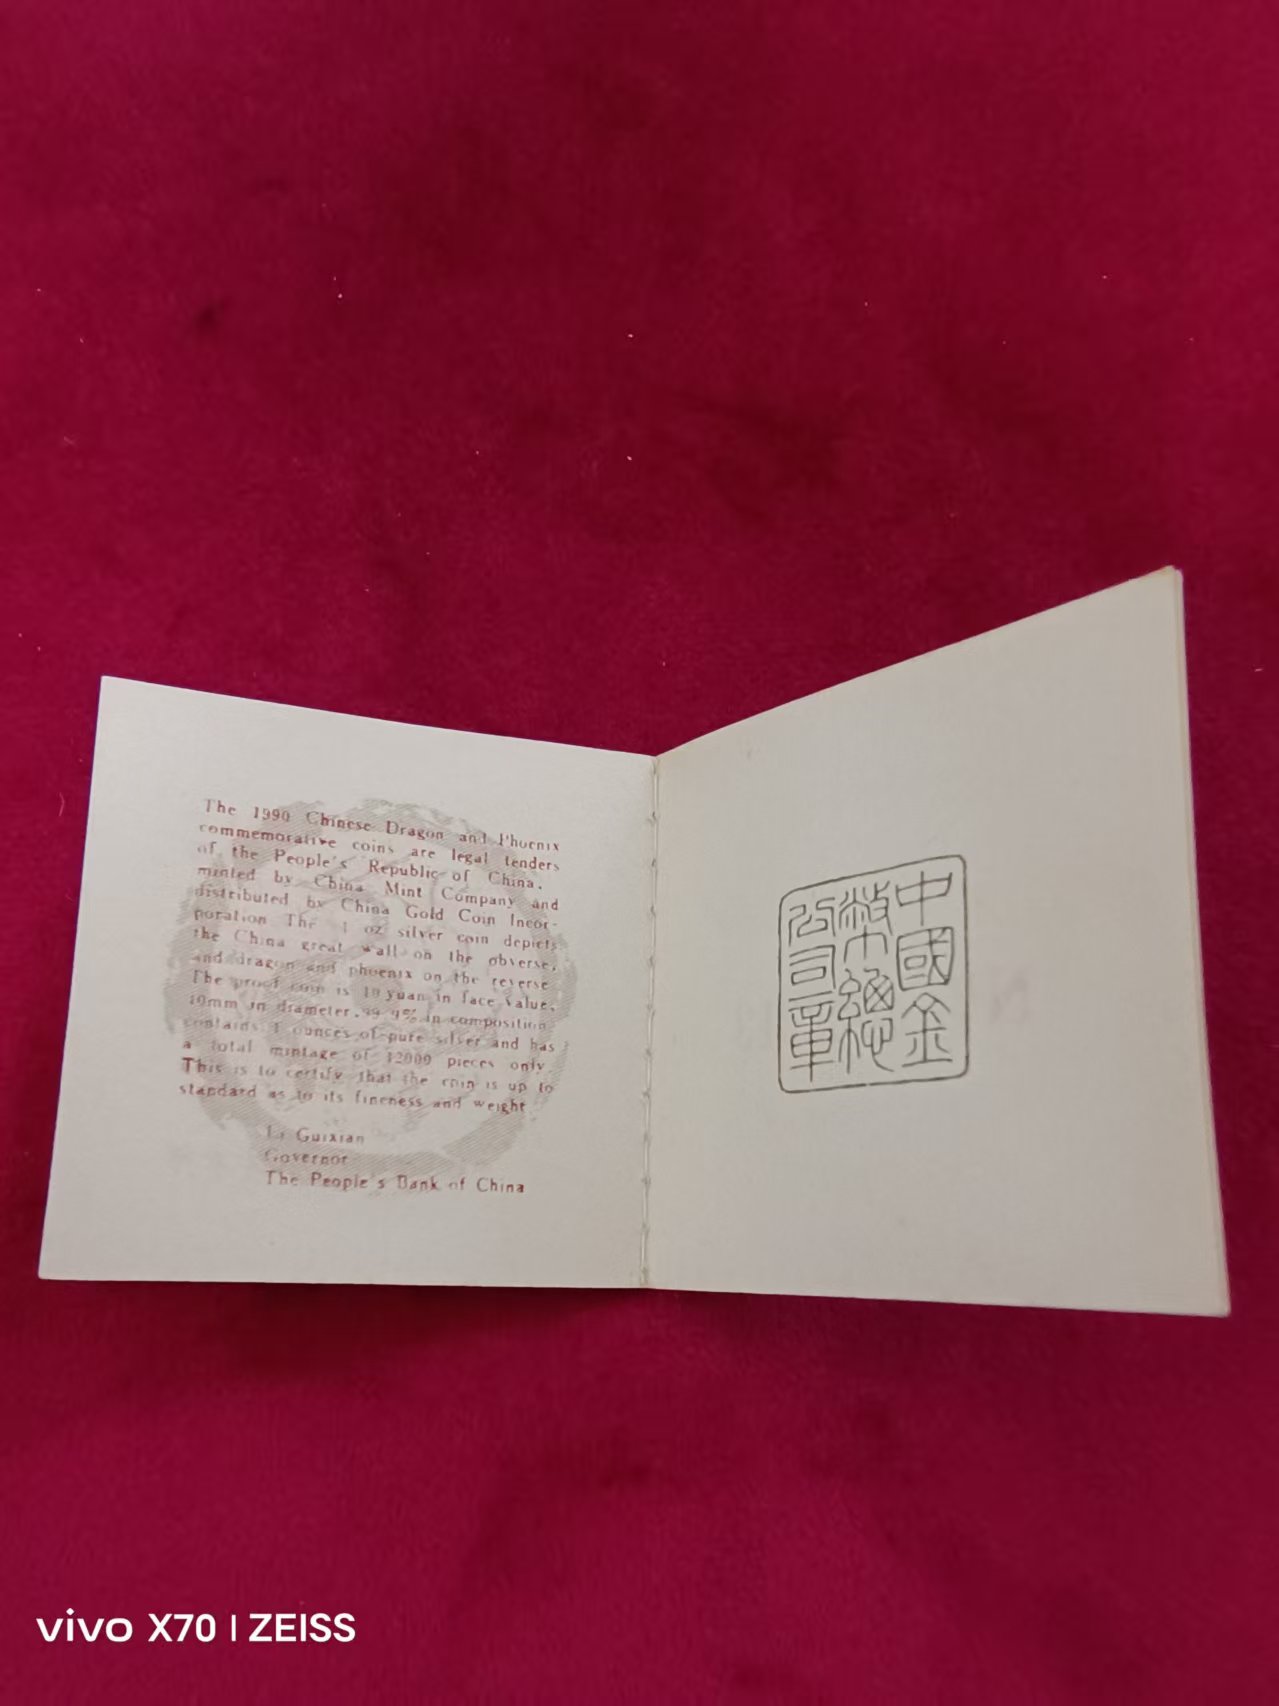 The 1990 Chinese Dragon and Phoenix
commemorative coins are legal tenders
of the People's Republic of China.
minted by China Mint Company and
distributed by China Gold Coin Incor-
poration The 1 oz silver coin depicts
the China great wall on the obverse,
and dragon and phoenix on the reverse
The proof coin is 10 yuan in face value,
40mm in diameter. in composition
contains 1 ounces of pure silver and has
a total mintage of 12000 pieces only.
This is to certify that the coin is up to
standard as to its fineness and weight
Li Guixian
Governor
The People's Bank of China
中國金
幣總
公司章
vivo X70 | ZEISS